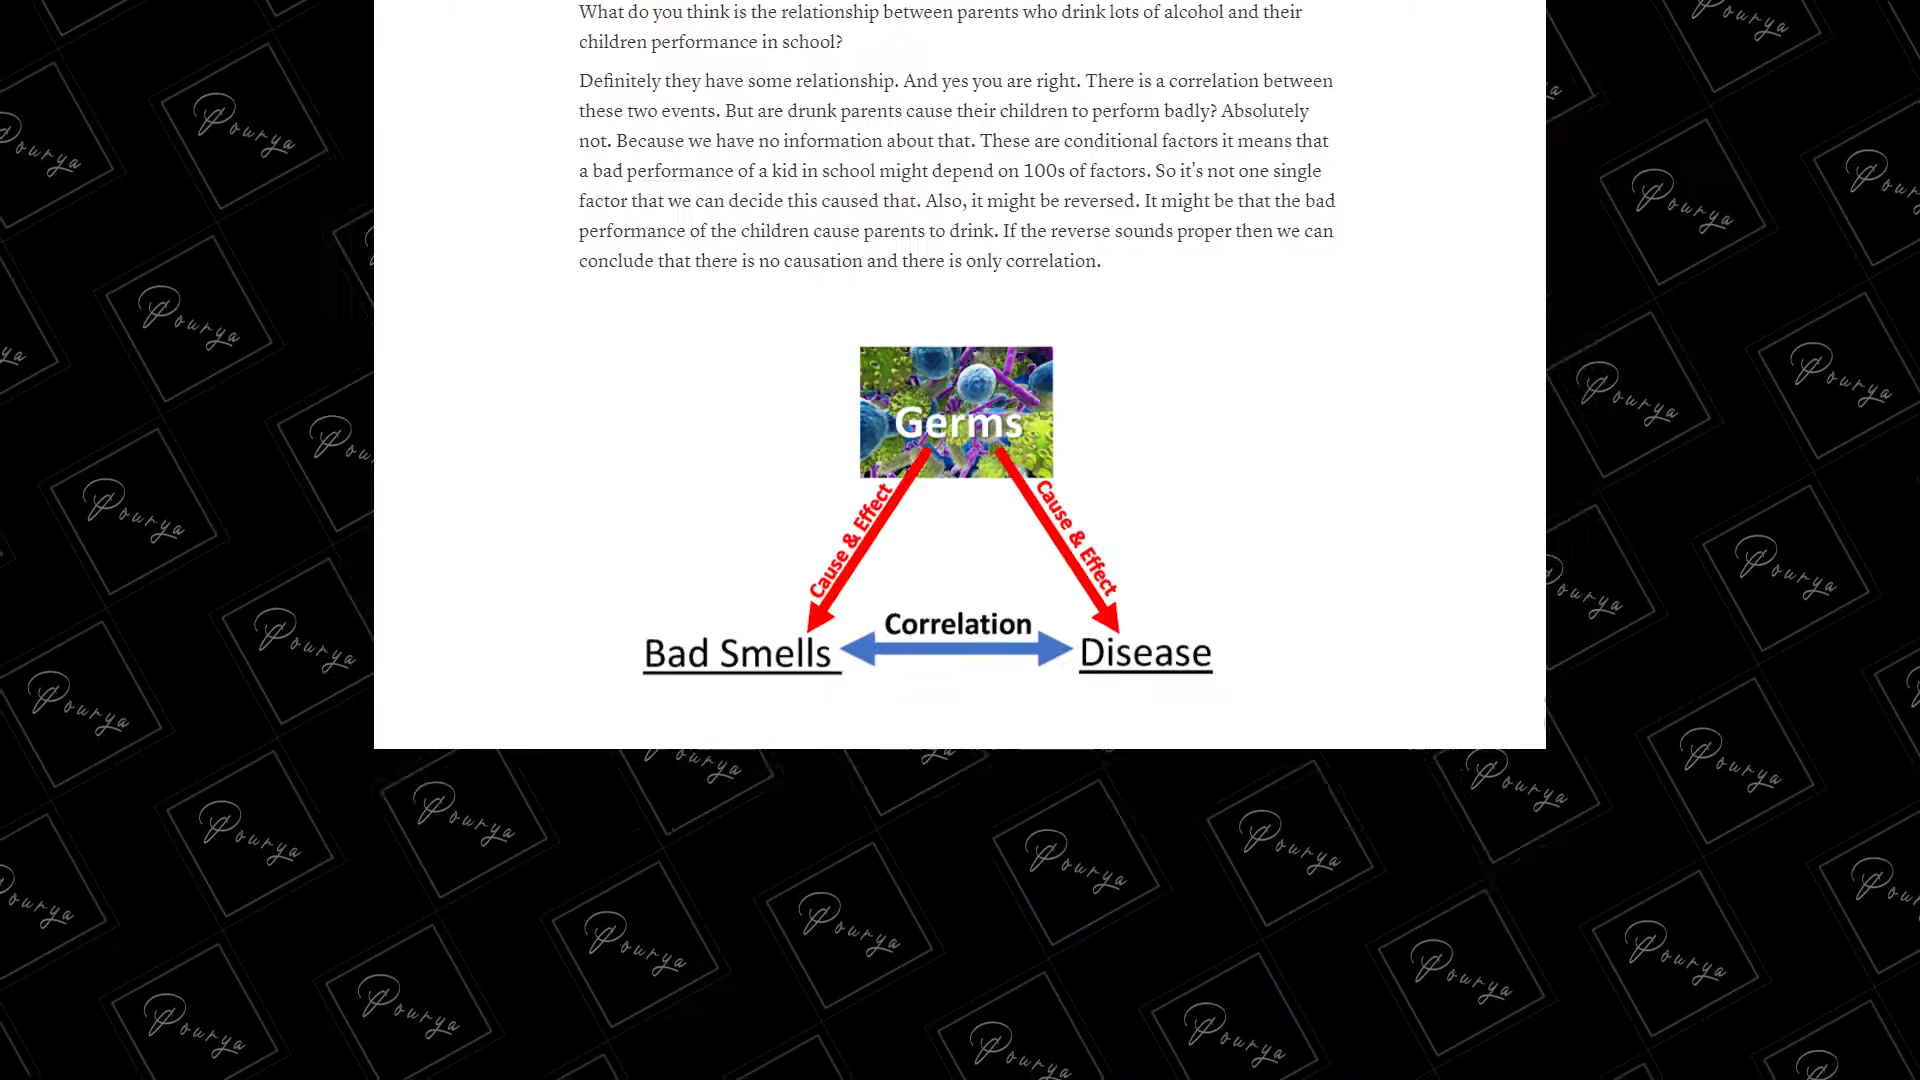 What do you think is the relationship between parents who drink lots of alcohol and their
children performance in school?
Definitely they have some relationship. And yes you are right. There is a correlation between
these two events. But are drunk parents cause their children to perform badly? Absolutely
not. Because we have no information about that. These are conditional factors it means that
a bad performance of a kid in school might depend on 100s of factors. So it's not one single
factor that we can decide this caused that. Also, it might be reversed. It might be that the bad
performance of the children cause parents to drink. If the reverse sounds proper then we can
conclude that there is no causation and there is only correlation.
Germs
Cause & Effect
Cause & Effect
Correlation
Bad Smells
Disease
Pourya